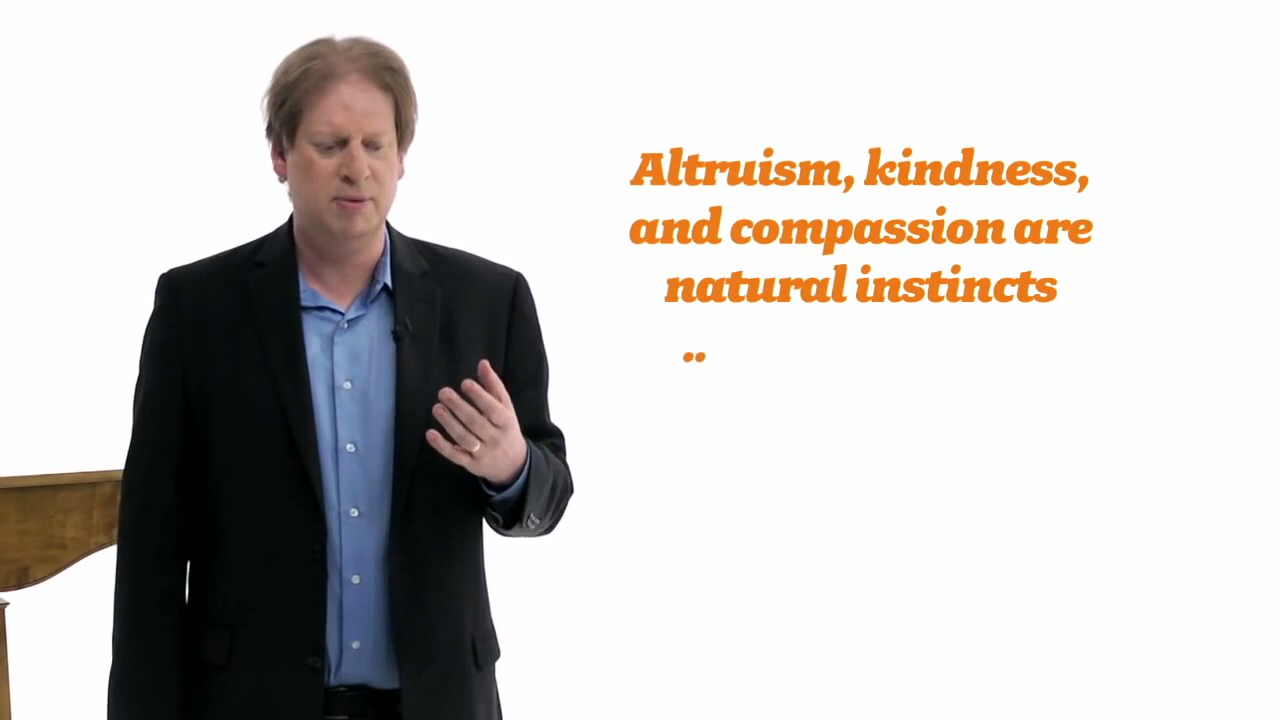 Altruism, kindness,
and compassion are
natural instincts
..